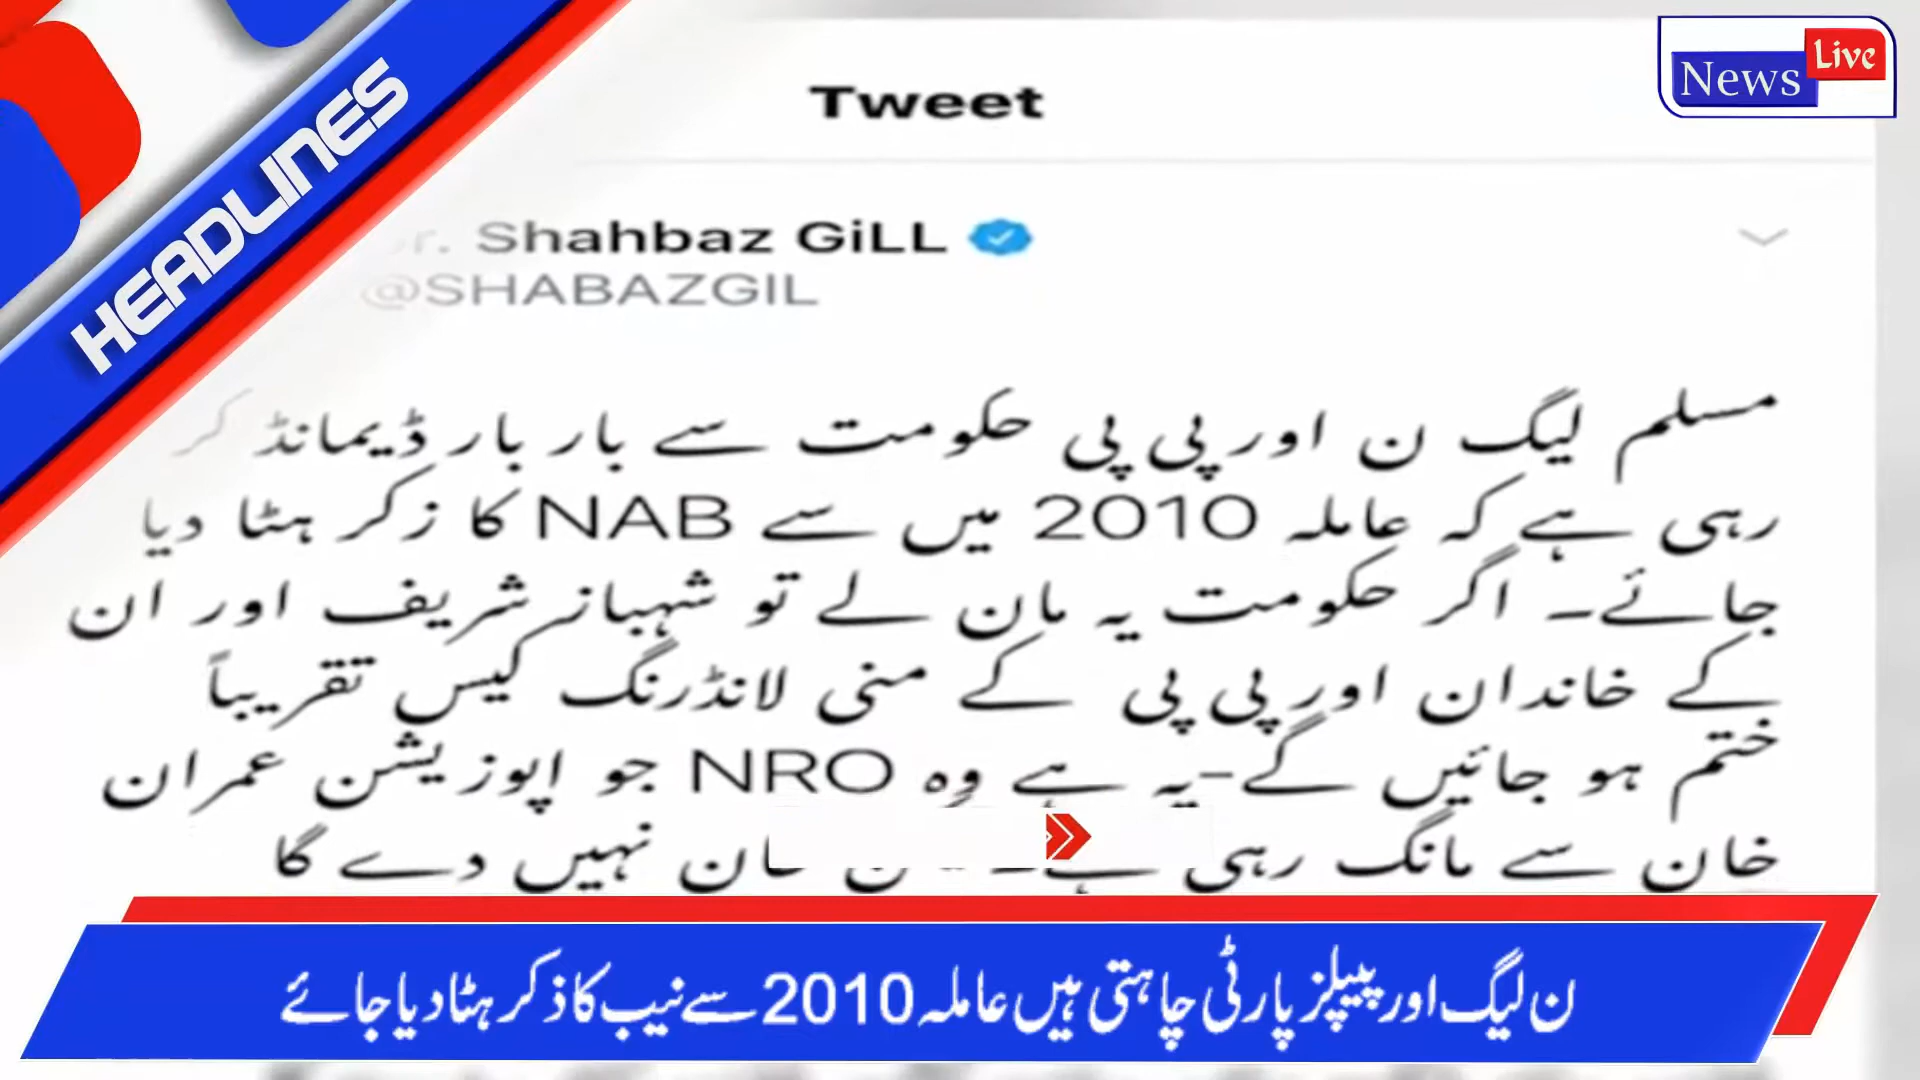 HEADLINES
News Live
Tweet
Shahbaz GiLL
@SHABAZGIL
مسلم لیگ ن اور پی پی حکومت سے بار بار ڈیمانڈ کر
رہی ہے کہ عاملہ 2010 میں سے NAB کا زکر ہٹا دیا
جائے۔ اگر حکومت یہ مان لے تو شہباز شریف اور ان
کے خاندان اور پی پی کے منی لانڈرنگ کیس تقریباً
ختم ہو جائیں گے-یہ ہے وہ NRO جو اپوزیشن عمران
خان سے مانگ رہی ہے۔ نہیں دے گا
ن لیگ اور پیپلز پارٹی چاہتی ہیں عاملہ 2010 سے نیب کا ذکر ہٹا دیا جائے